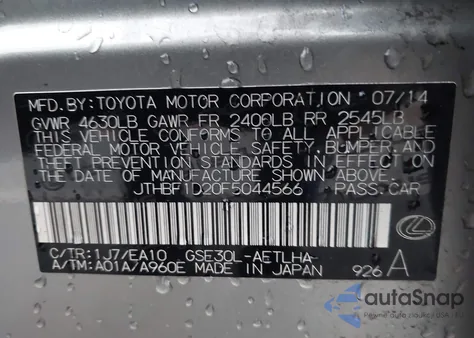 MFD.BY: TOYOTA MOTOR CORPORATION 07/14
GVWR 4630LB GAWR FR 2400LB RR 2545LB
THIS VEHICLE CONFORMS TO ALL APPLICABLE
FEDERAL MOTOR VEHICLE SAFETY, BUMPER, AND
THEFT PREVENTION STANDARDS IN EFFECT ON THE
DATE OF MANUFACTURE SHOWN ABOVE.
JTHBF1D20F5044566 PASS.CAR
C/TR: 1J7/EA10 GSE30L-AETLHA
A/TM: A01A/A960E MADE IN JAPAN 926 A
autoSnap